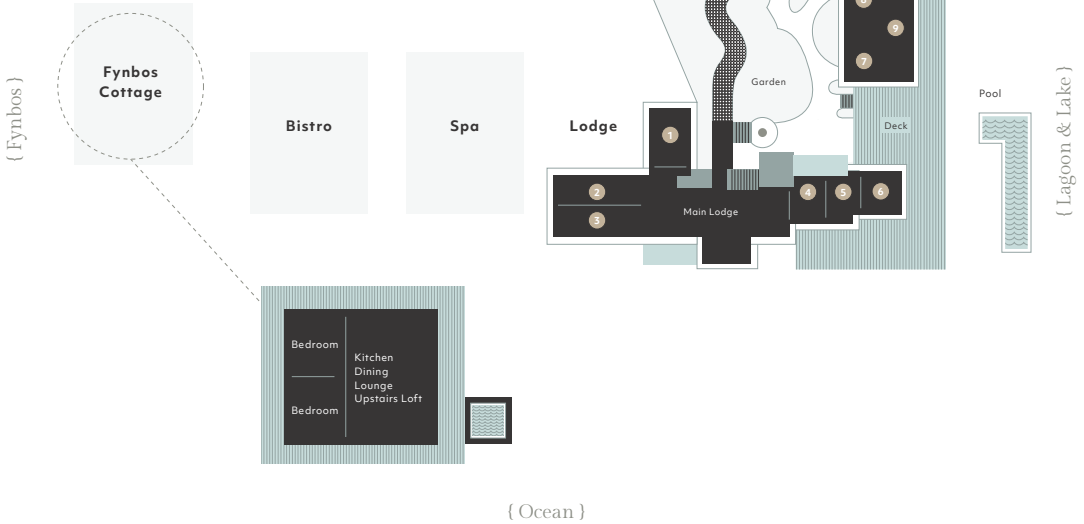 { Fynbos }
Fynbos
Cottage
Bistro
Spa
Lodge
Garden
8
9
7
Deck
Pool
{ Lagoon & Lake }
1
2
3
Main Lodge
4
5
6
Bedroom
Bedroom
Kitchen
Dining
Lounge
Upstairs Loft
{ Ocean }